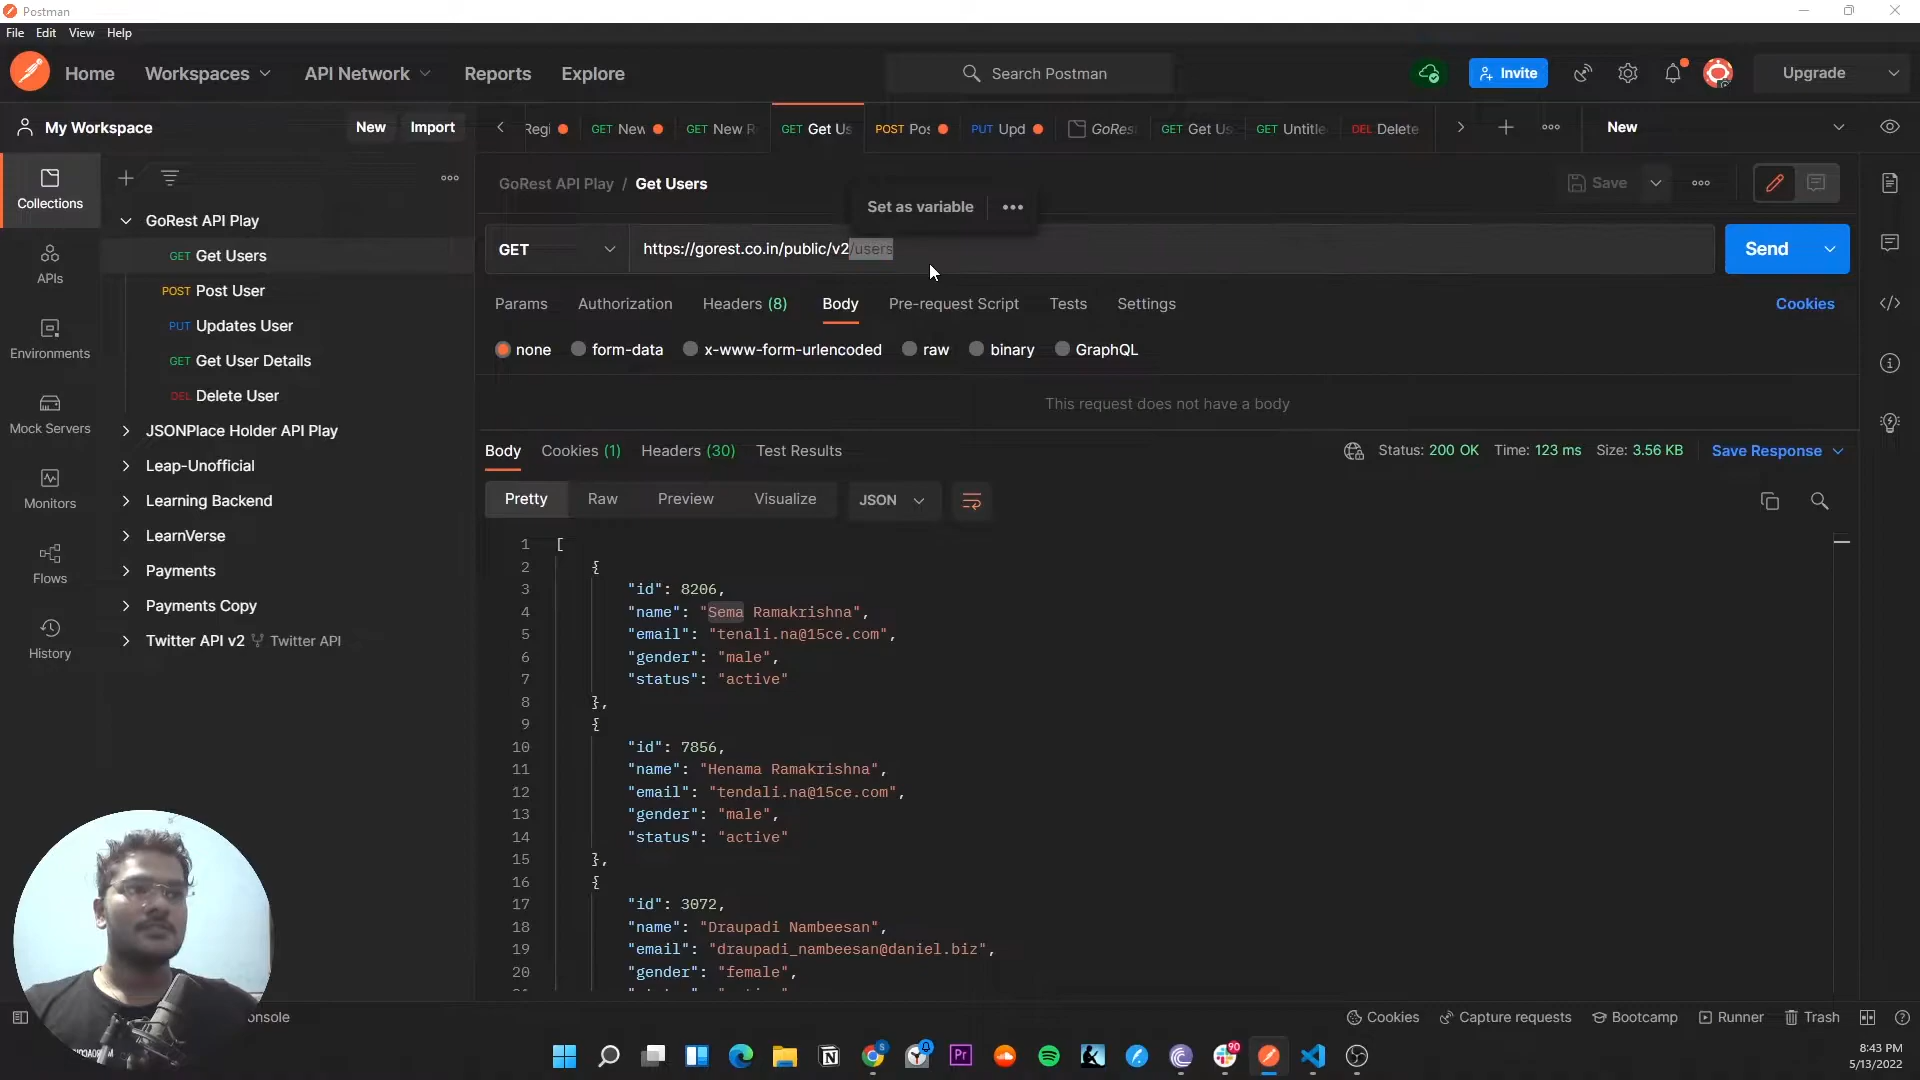 Postman
File Edit View Help
Home Workspaces API Network Reports Explore
Search Postman
Invite
Upgrade
My Workspace
New Import
Regi
GET New
GET New R
GET Get Us
POST Pos
PUT Upd
GoRes
GET Get Us
GET Untitle
DEL Delete
New
Collections
APIs
Environments
Mock Servers
Monitors
Flows
History
GoRest API Play
GET Get Users
POST Post User
PUT Updates User
GET Get User Details
DEL Delete User
JSONPlace Holder API Play
Leap-Unofficial
Learning Backend
LearnVerse
Payments
Payments Copy
Twitter API v2 Twitter API
GoRest API Play / Get Users
Save
Set as variable
GET https://gorest.co.in/public/v2/users
Send
Params Authorization Headers (8) Body Pre-request Script Tests Settings
Cookies
none form-data x-www-form-urlencoded raw binary GraphQL
This request does not have a body
Body Cookies (1) Headers (30) Test Results
Status: 200 OK Time: 123 ms Size: 3.56 KB Save Response
Pretty Raw Preview Visualize JSON
1 [
2 {
3 "id": 8206,
4 "name": "Sema Ramakrishna",
5 "email": "tenali.na@15ce.com",
6 "gender": "male",
7 "status": "active"
8 },
9 {
10 "id": 7856,
11 "name": "Henama Ramakrishna",
12 "email": "tendali.na@15ce.com",
13 "gender": "male",
14 "status": "active"
15 },
16 {
17 "id": 3072,
18 "name": "Draupadi Nambeesan",
19 "email": "draupadi_nambeesan@daniel.biz",
20 "gender": "female",
onsole
Cookies Capture requests Bootcamp Runner Trash
S
Pr
90
8:43 PM
5/13/2022